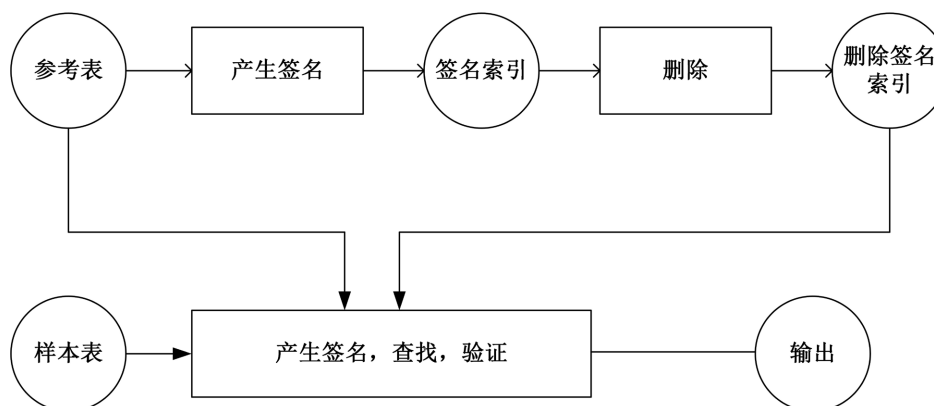 参考表
产生签名
签名索引
删除
删除签名
索引
样本表
产生签名，查找，验证
输出